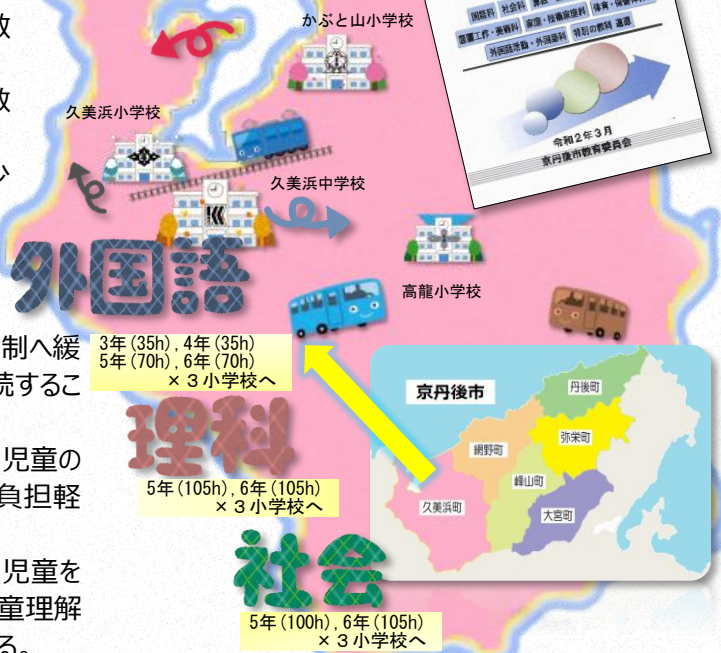 数
数
少
制へ緩
続するこ
児童の
負担軽
児童を
童理解
る。
かぶと山小学校
久美浜小学校
久美浜中学校
高龍小学校
外国語
3年(35h),4年(35h)
5年(70h),6年(70h)
×3小学校へ
理科
5年(105h),6年(105h)
×3小学校へ
社会
5年(100h),6年(105h)
×3小学校へ
国語科 社会科
図画工作・美術科 家庭・技術家庭科
外国語活動・外国語科 特別の教科 道徳
令和2年3月
京丹後市教育委員会
京丹後市
丹後町
網野町
弥栄町
峰山町
久美浜町
大宮町